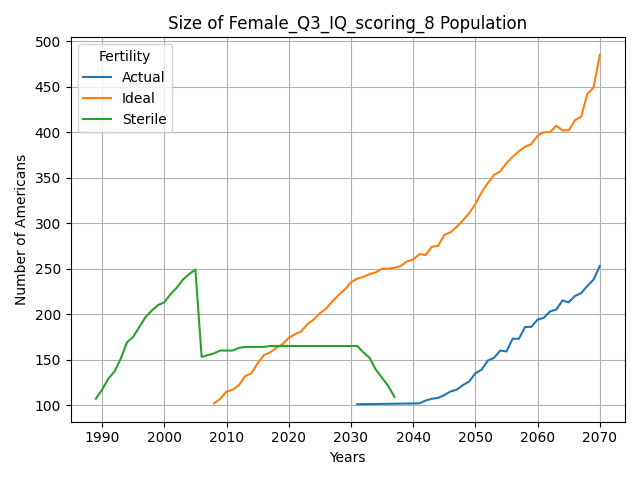 Size of Female_Q3_IQ_scoring_8 Population
Number of Americans
500
450
400
350
300
250
200
150
100
Fertility
Actual
Ideal
Sterile
1990 2000 2010 2020 2030 2040 2050 2060 2070
Years